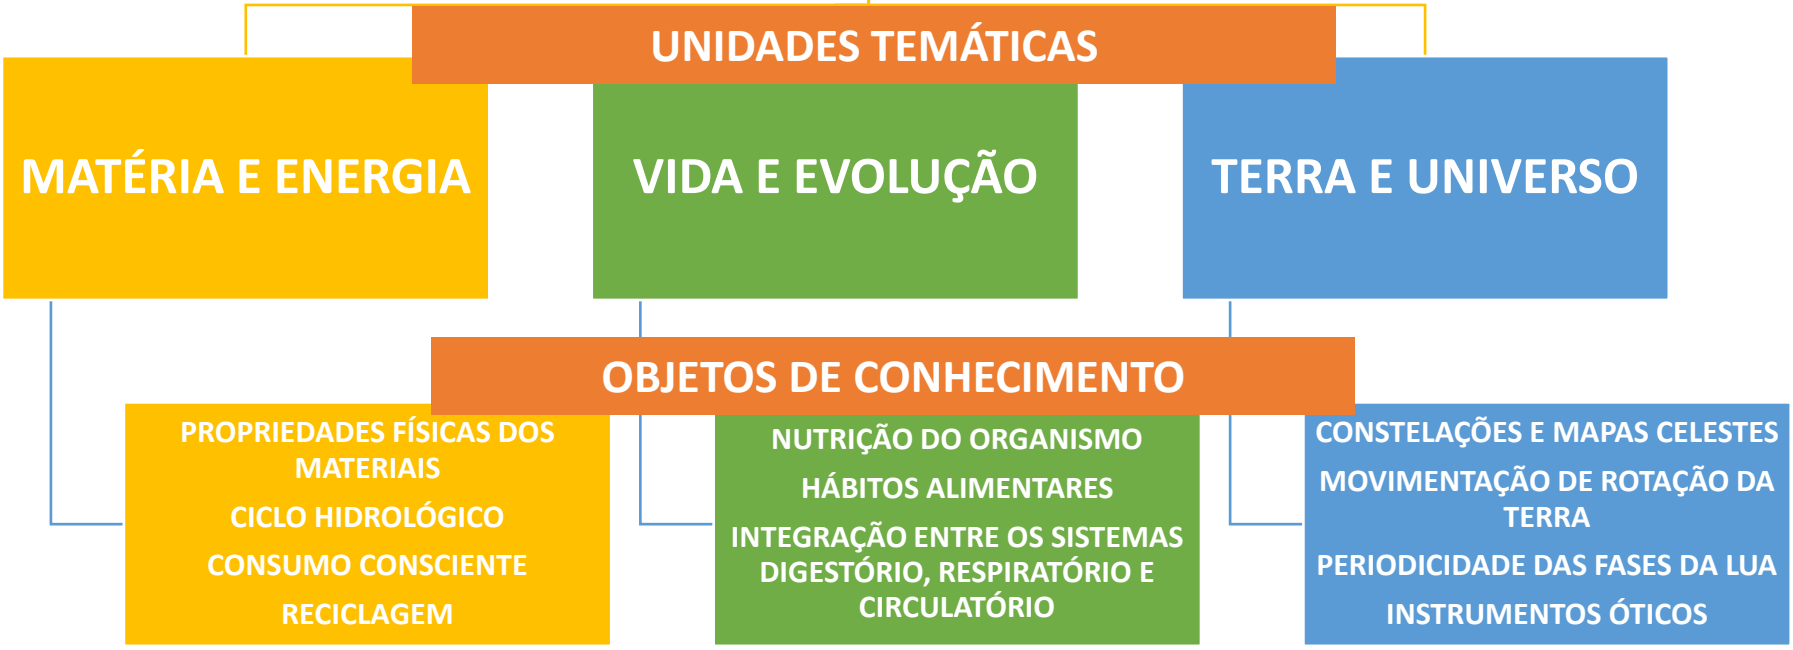 UNIDADES TEMÁTICAS
MATÉRIA E ENERGIA
VIDA E EVOLUÇÃO
TERRA E UNIVERSO
OBJETOS DE CONHECIMENTO
PROPRIEDADES FÍSICAS DOS
MATERIAIS
CICLO HIDROLÓGICO
CONSUMO CONSCIENTE
RECICLAGEM
NUTRIÇÃO DO ORGANISMO
HÁBITOS ALIMENTARES
INTEGRAÇÃO ENTRE OS SISTEMAS
DIGESTÓRIO, RESPIRATÓRIO E
CIRCULATÓRIO
CONSTELAÇÕES E MAPAS CELESTES
MOVIMENTAÇÃO DE ROTAÇÃO DA
TERRA
PERIODICIDADE DAS FASES DA LUA
INSTRUMENTOS ÓTICOS